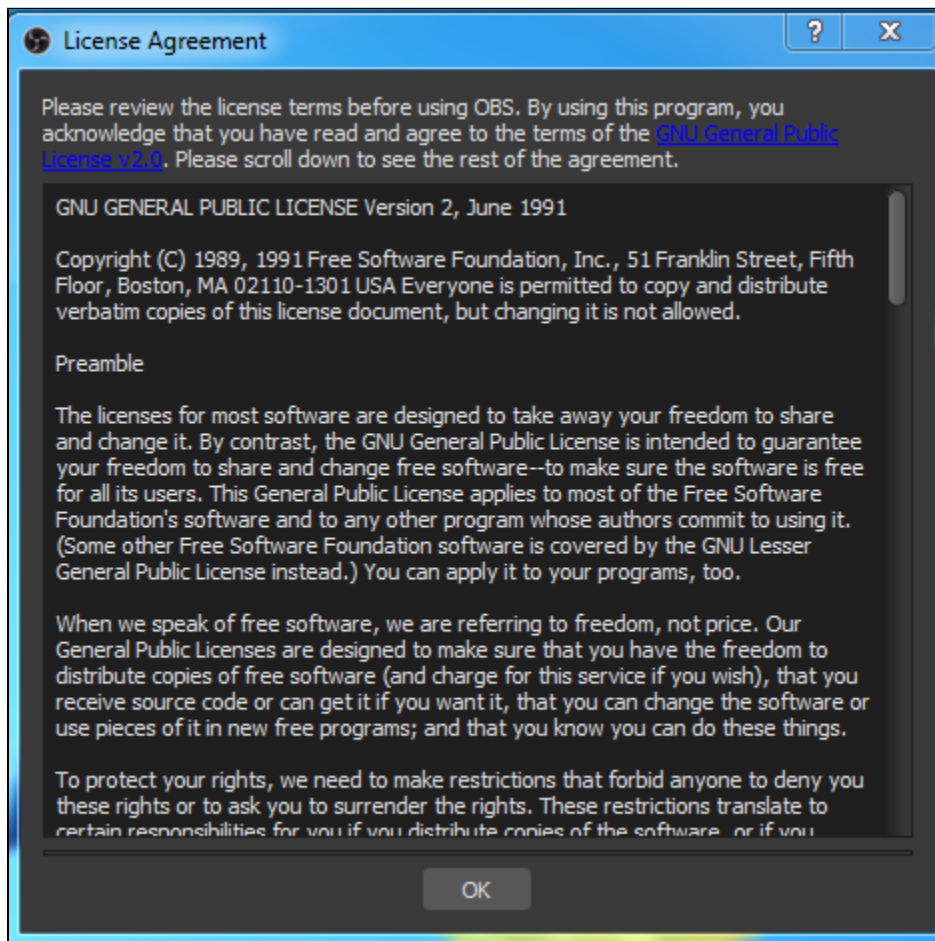 License Agreement
Please review the license terms before using OBS. By using this program, you
acknowledge that you have read and agree to the terms of the GNU General Public
License v2.0. Please scroll down to see the rest of the agreement.
GNU GENERAL PUBLIC LICENSE Version 2, June 1991
Copyright (C) 1989, 1991 Free Software Foundation, Inc., 51 Franklin Street, Fifth
Floor, Boston, MA 02110-1301 USA Everyone is permitted to copy and distribute
verbatim copies of this license document, but changing it is not allowed.
Preamble
The licenses for most software are designed to take away your freedom to share
and change it. By contrast, the GNU General Public License is intended to guarantee
your freedom to share and change free software--to make sure the software is free
for all its users. This General Public License applies to most of the Free Software
Foundation's software and to any other program whose authors commit to using it.
(Some other Free Software Foundation software is covered by the GNU Lesser
General Public License instead.) You can apply it to your programs, too.
When we speak of free software, we are referring to freedom, not price. Our
General Public Licenses are designed to make sure that you have the freedom to
distribute copies of free software (and charge for this service if you wish), that you
receive source code or can get it if you want it, that you can change the software or
use pieces of it in new free programs; and that you know you can do these things.
To protect your rights, we need to make restrictions that forbid anyone to deny you
these rights or to ask you to surrender the rights. These restrictions translate to
certain responsibilities for you if you distribute copies of the software, or if you
OK